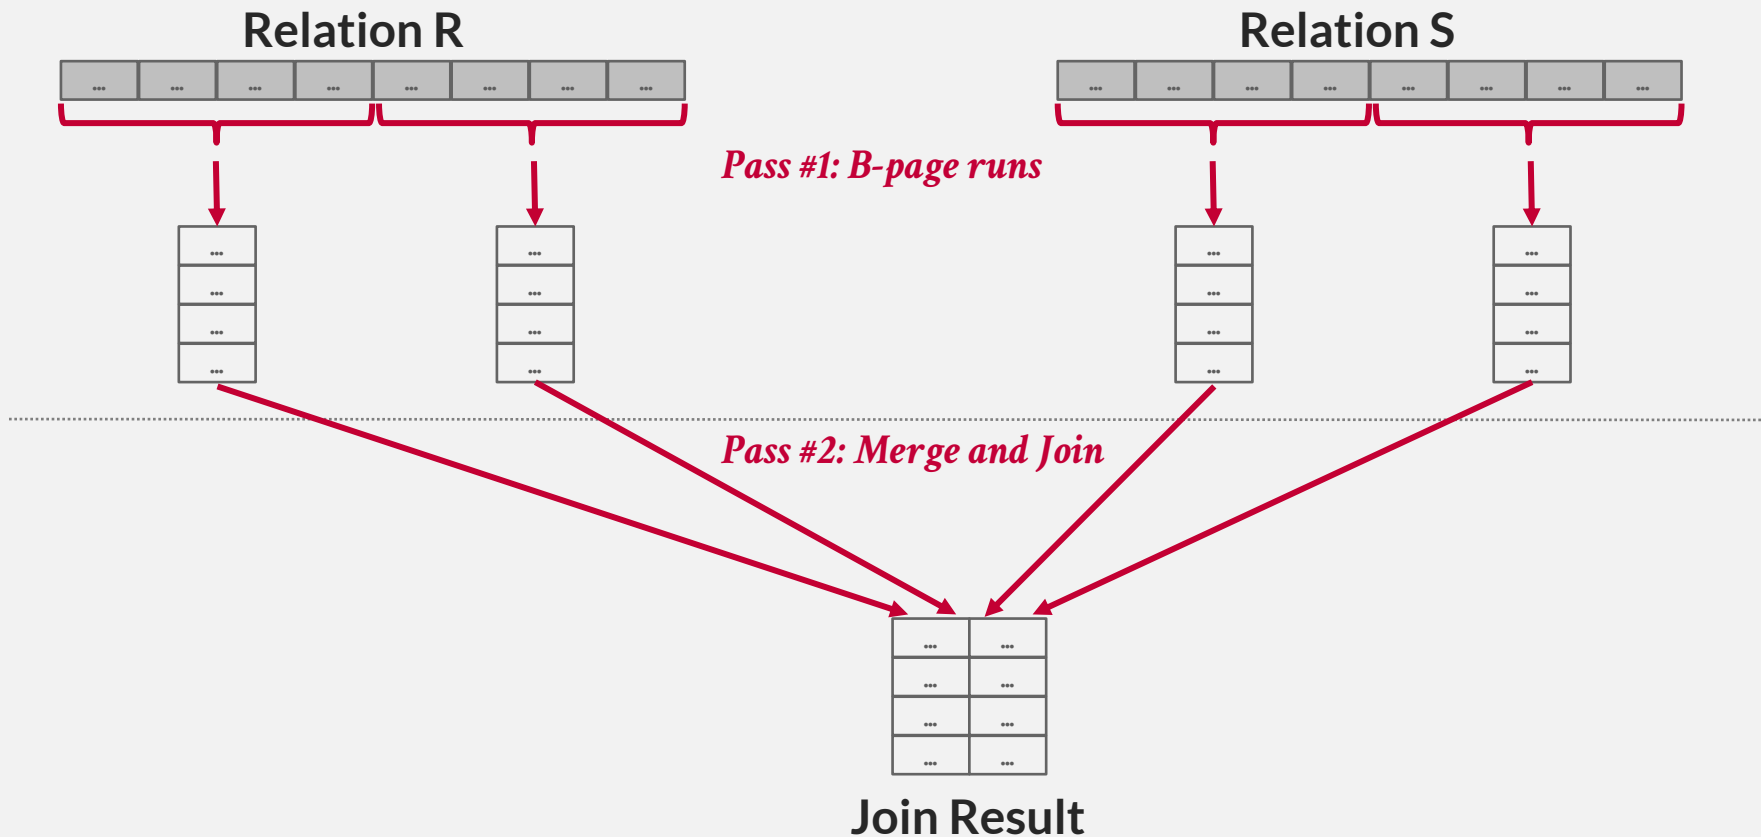 Relation R
Relation S
... ... ... ... ... ... ... ...
... ... ... ... ... ... ... ...
Pass #1: B-page runs
... ... ... ...
... ... ... ...
... ... ... ...
... ... ... ...
Pass #2: Merge and Join
... ...
... ...
... ...
... ...
Join Result